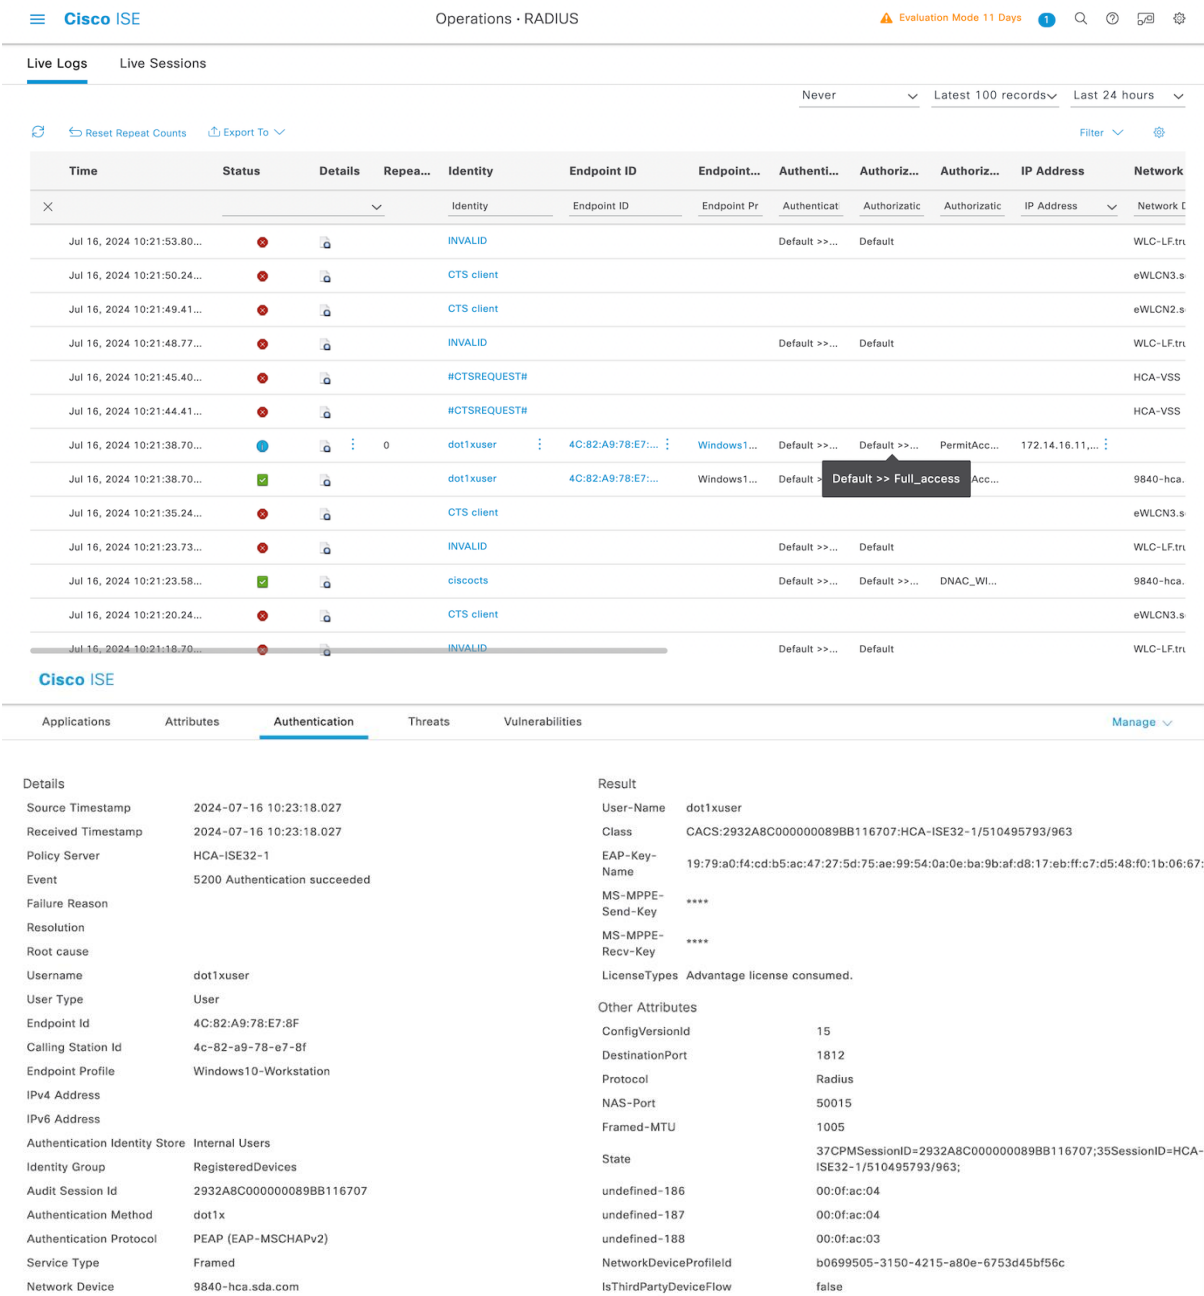 Cisco ISE Operations · RADIUS Evaluation Mode 11 Days 1
Live Logs Live Sessions
Never Latest 100 records Last 24 hours
Reset Repeat Counts Export To Filter
Time Status Details Repea... Identity Endpoint ID Endpoint... Authenti... Authoriz... Authoriz... IP Address Network
Identity Endpoint ID Endpoint Pr Authenticat Authorizatic Authorizatic IP Address Network D
Jul 16, 2024 10:21:53.80... INVALID Default >>... Default WLC-LF.tru
Jul 16, 2024 10:21:50.24... CTS client eWLCN3.s
Jul 16, 2024 10:21:49.41... CTS client eWLCN2.s
Jul 16, 2024 10:21:48.77... INVALID Default >>... Default WLC-LF.tru
Jul 16, 2024 10:21:45.40... #CTSREQUEST# HCA-VSS
Jul 16, 2024 10:21:44.41... #CTSREQUEST# HCA-VSS
Jul 16, 2024 10:21:38.70... 0 dot1xuser 4C:82:A9:78:E7:... Windows1... Default >>... Default >>... PermitAcc... 172.14.16.11,...
Jul 16, 2024 10:21:38.70... dot1xuser 4C:82:A9:78:E7:... Windows1... Default > Default >> Full_access Acc... 9840-hca.
Jul 16, 2024 10:21:35.24... CTS client eWLCN3.s
Jul 16, 2024 10:21:23.73... INVALID Default >>... Default WLC-LF.tru
Jul 16, 2024 10:21:23.58... ciscocts Default >>... Default >>... DNAC_WI... 9840-hca.
Jul 16, 2024 10:21:20.24... CTS client eWLCN3.s
Jul 16, 2024 10:21:18.70... INVALID Default >>... Default WLC-LF.tru
Cisco ISE
Applications Attributes Authentication Threats Vulnerabilities Manage
Details
Source Timestamp 2024-07-16 10:23:18.027
Received Timestamp 2024-07-16 10:23:18.027
Policy Server HCA-ISE32-1
Event 5200 Authentication succeeded
Failure Reason
Resolution
Root cause
Username dot1xuser
User Type User
Endpoint Id 4C:82:A9:78:E7:8F
Calling Station Id 4c-82-a9-78-e7-8f
Endpoint Profile Windows10-Workstation
IPv4 Address
IPv6 Address
Authentication Identity Store Internal Users
Identity Group RegisteredDevices
Audit Session Id 2932A8C000000089BB116707
Authentication Method dot1x
Authentication Protocol PEAP (EAP-MSCHAPv2)
Service Type Framed
Network Device 9840-hca.sda.com
Result
User-Name dot1xuser
Class CACS:2932A8C000000089BB116707:HCA-ISE32-1/510495793/963
EAP-Key-
Name 19:79:a0:f4:cd:b5:ac:47:27:5d:75:ae:99:54:0a:0e:ba:9b:af:d8:17:eb:ff:c7:d5:48:f0:1b:06:67:
MS-MPPE-
Send-Key ****
MS-MPPE-
Recv-Key ****
LicenseTypes Advantage license consumed.
Other Attributes
ConfigVersionId 15
DestinationPort 1812
Protocol Radius
NAS-Port 50015
Framed-MTU 1005
State 37CPMSessionID=2932A8C000000089BB116707;35SessionID=HCA-
ISE32-1/510495793/963;
undefined-186 00:0f:ac:04
undefined-187 00:0f:ac:04
undefined-188 00:0f:ac:03
NetworkDeviceProfileId b0699505-3150-4215-a80e-6753d45bf56c
IsThirdPartyDeviceFlow false